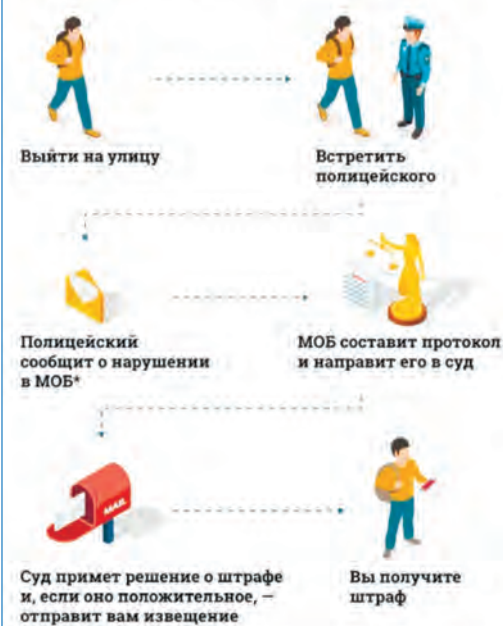 Выйти на улицу
Встретить
полицейского
Полицейский
сообщит о нарушении
в МОБ*
МОБ составит протокол
и направит его в суд
MAIL
Суд примет решение о штрафе
и, если оно положительное, —
отправит вам извещение
Вы получите
штраф